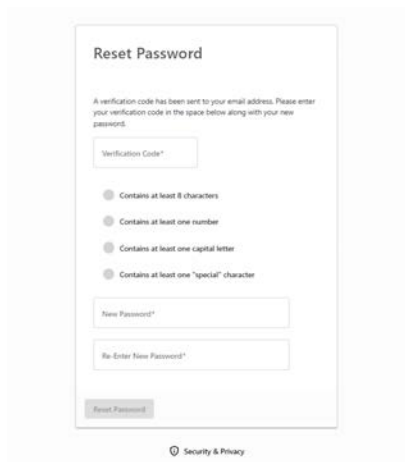 Reset Password
A verification code has been sent to your email address. Please enter
your verification code in the space below along with your new
password.
Verification Code*
Contains at least 8 characters
Contains at least one number
Contains at least one capital letter
Contains at least one "special" character
New Password*
Re-Enter New Password*
Reset Password
Security & Privacy